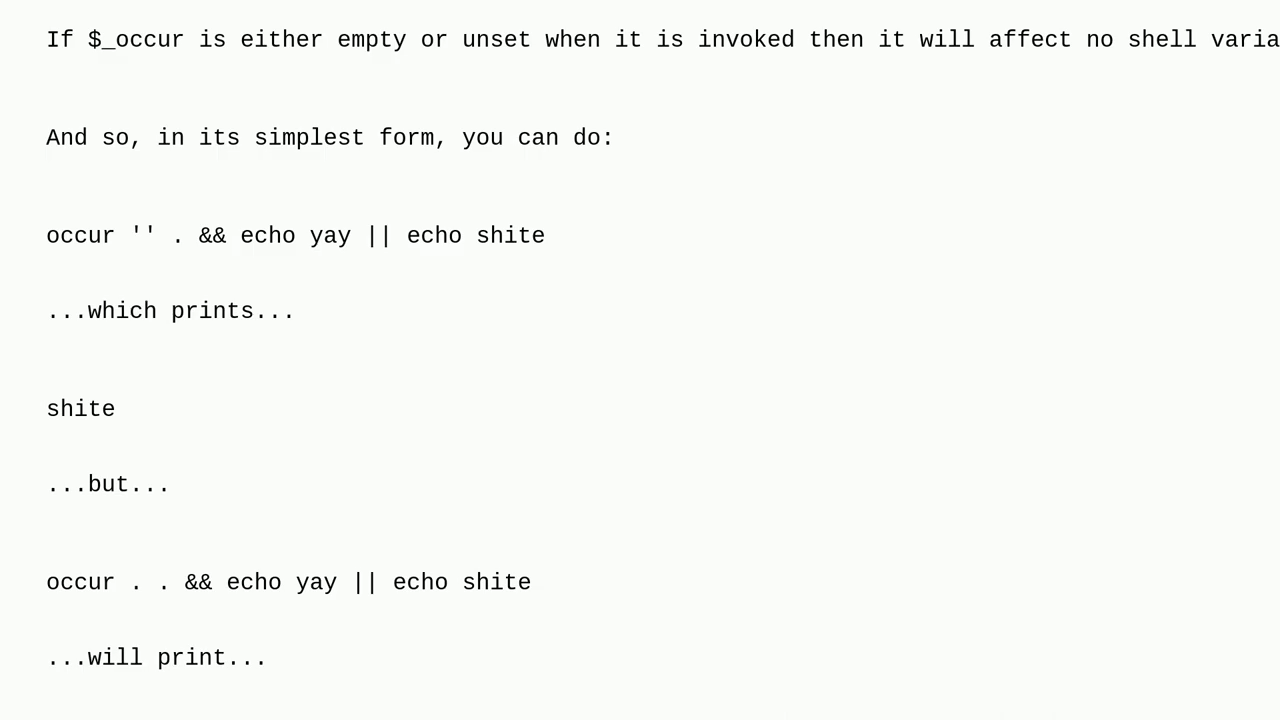 If $_occur is either empty or unset when it is invoked then it will affect no shell varia
And so, in its simplest form, you can do:
occur '' . && echo yay || echo shite
...which prints...
shite
...but...
occur . . && echo yay || echo shite
...will print...